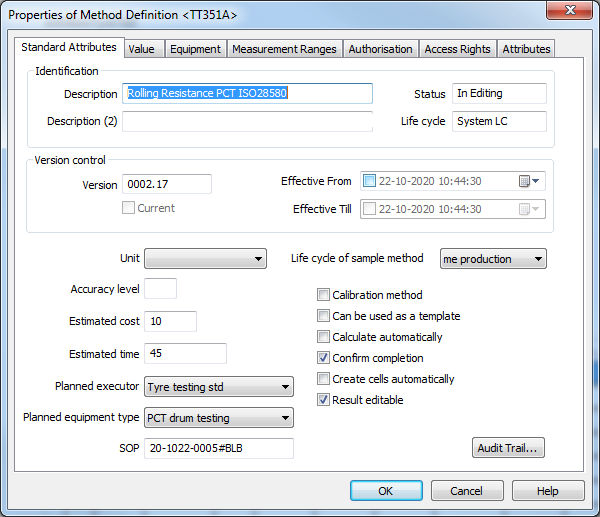 Properties of Method Definition <TT351A>
Standard Attributes Value Equipment Measurement Ranges Authorisation Access Rights Attributes
Identification
Description Rolling Resistance PCT ISO28580 Status In Editing
Description (2) Life cycle System LC
Version control
Version 0002.17 Effective From 22-10-2020 10:44:30
Current Effective Till 22-10-2020 10:44:30
Unit Life cycle of sample method me production
Accuracy level Calibration method
Can be used as a template
Estimated cost 10
Calculate automatically
Estimated time 45 Confirm completion
Create cells automatically
Planned executor Tyre testing std
Result editable
Planned equipment type PCT drum testing
SOP 20-1022-0005#BLB Audit Trail...
OK Cancel Help